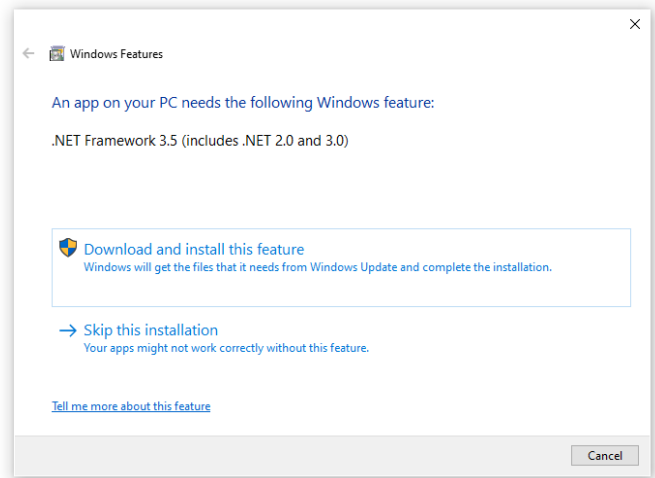 Windows Features
An app on your PC needs the following Windows feature:
.NET Framework 3.5 (includes .NET 2.0 and 3.0)
Download and install this feature
Windows will get the files that it needs from Windows Update and complete the installation.
Skip this installation
Your apps might not work correctly without this feature.
Tell me more about this feature
Cancel